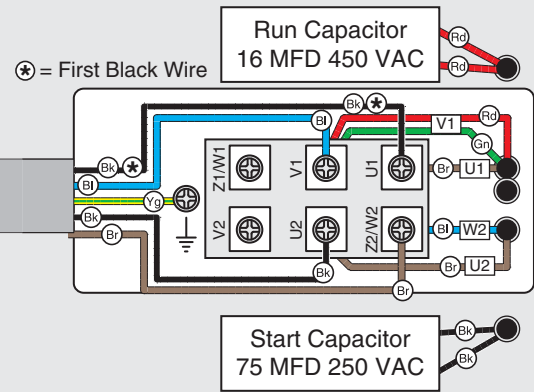 Run Capacitor
16 MFD 450 VAC
Rd
Rd
* = First Black Wire
Bk *
Bl
V1
Rd
Gn
Bk *
Bl
Yg
Bk
Br
Z1/W1
V1
U1
Br
U1
V2
U2
Z2/W2
Bl
W2
Br
U2
Bk
Br
Start Capacitor
75 MFD 250 VAC
Bk
Bk